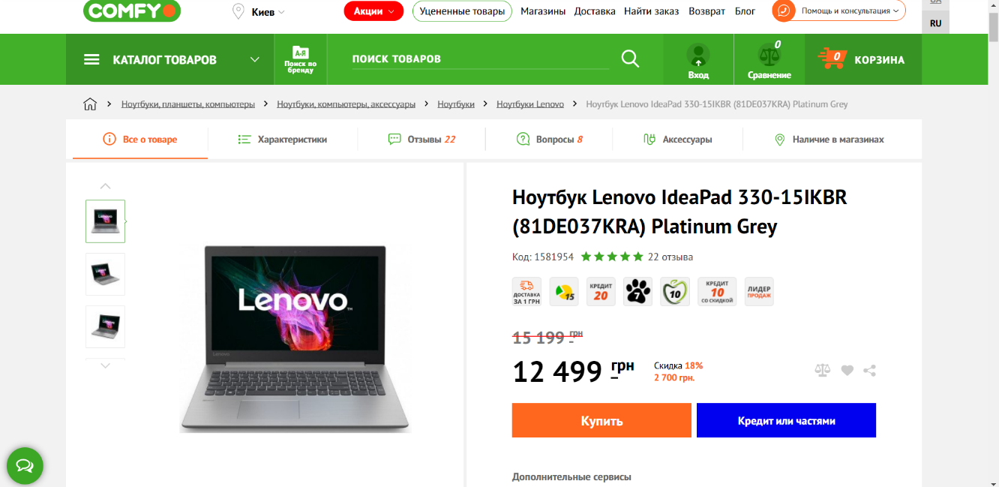 COMFY
Киев
Акции
Уцененные товары
Магазины
Доставка
Найти заказ
Возврат
Блог
Помощь и консультация
UA
RU
КАТАЛОГ ТОВАРОВ
А-Я
Поиск по
бренду
ПОИСК ТОВАРОВ
Вход
0
Сравнение
0
КОРЗИНА
Ноутбуки, планшеты, компьютеры
Ноутбуки, компьютеры, аксессуары
Ноутбуки
Ноутбуки Lenovo
Ноутбук Lenovo IdeaPad 330-15IKBR (81DE037KRA) Platinum Grey
Все о товаре
Характеристики
Отзывы 22
Вопросы 8
Аксессуары
Наличие в магазинах
Lenovo
Lenovo
Lenovo
Ноутбук Lenovo IdeaPad 330-15IKBR
(81DE037KRA) Platinum Grey
Код: 1581954
22 отзыва
ДОСТАВКА
ЗА 1 ГРН
15
КРЕДИТ
20
7
10
КРЕДИТ
10
СО СКИДКОЙ
ЛИДЕР
ПРОДАЖ
15 199 грн
12 499 грн
Скидка 18%
2 700 грн.
Купить
Кредит или частями
Дополнительные сервисы